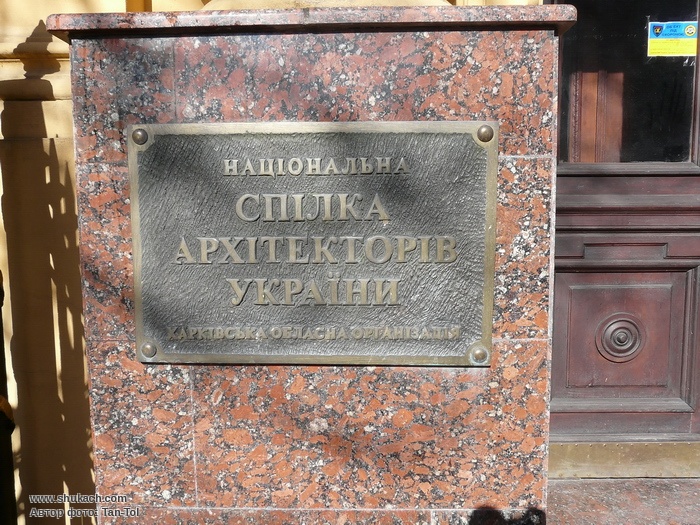 НАЦІОНАЛЬНА
СПІЛКА
АРХІТЕКТОРІВ
УКРАЇНИ
ХАРКІВСЬКА ОБЛАСНА ОРГАНІЗАЦІЯ
www.shukach.com
Автор фото: Tan-Tol